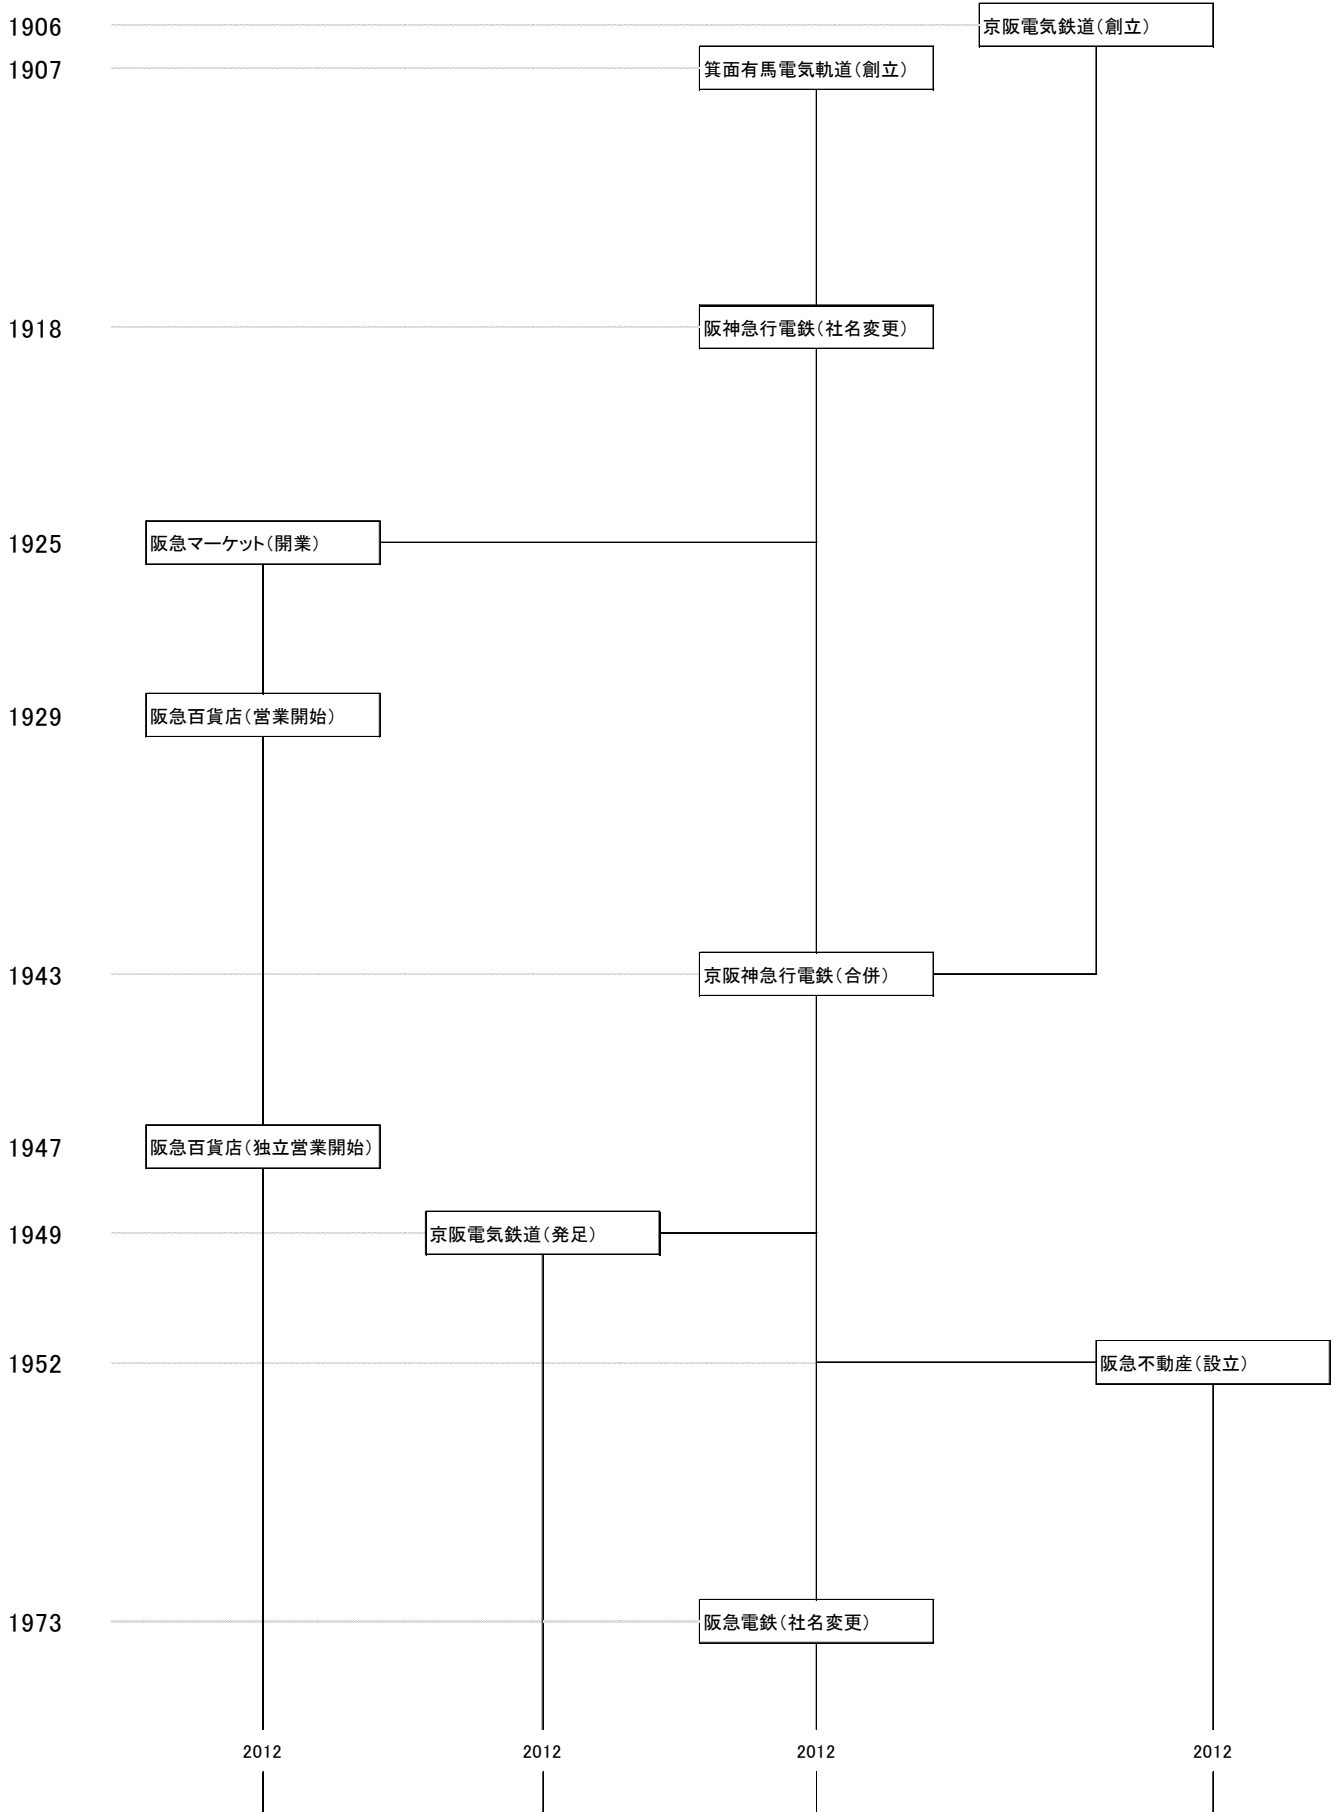 1906
京阪電気鉄道(創立)
1907
箕面有馬電気軌道(創立)
1918
阪神急行電鉄(社名変更)
1925
阪急マーケット(開業)
1929
阪急百貨店(営業開始)
1943
京阪神急行電鉄(合併)
1947
阪急百貨店(独立営業開始)
1949
京阪電気鉄道(発足)
1952
阪急不動産(設立)
1973
阪急電鉄(社名変更)
2012
2012
2012
2012